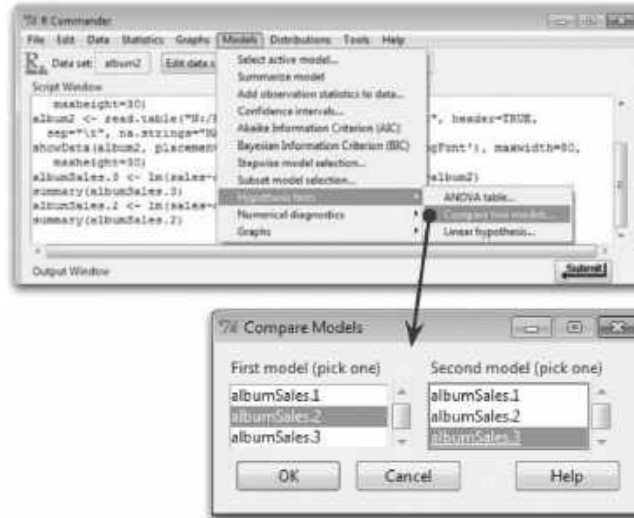 R Commander
File Edit Data Statistics Graphs Models Distributions Tools Help
Data set: album2 Edit data s
Script Window
maxheight=30)
album2 <- read.table("N:/ ", header=TRUE,
sep="\t", na.strings="N
showData(album2, placemen gFont'), maxwidth=80,
maxheight=30)
albumSales.3 <- lm(sales~ album2)
summary(albumSales.3)
albumSales.2 <- lm(sales~
summary(albumSales.2)
Select active model...
Summarize model
Add observation statistics to data...
Confidence intervals...
Akaike Information Criterion (AIC)
Bayesian Information Criterion (BIC)
Stepwise model selection...
Subset model selection...
Hypothesis tests
Numerical diagnostics
Graphs
ANOVA table...
Compare two models...
Linear hypothesis...
Output Window
Submit
Compare Models
First model (pick one) Second model (pick one)
albumSales.1 albumSales.1
albumSales.2 albumSales.2
albumSales.3 albumSales.3
OK Cancel Help